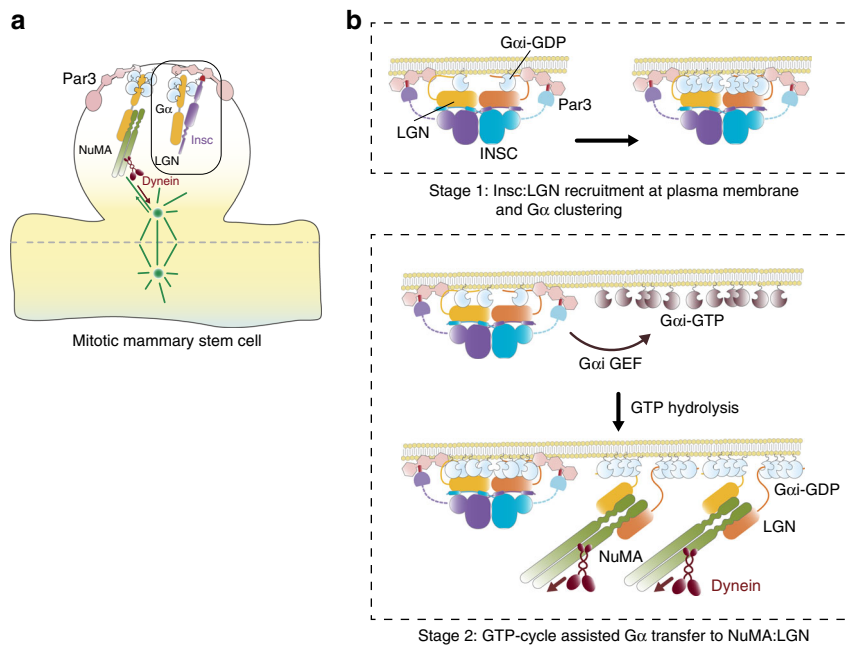 a
Par3
Gα
Insc
NuMA
LGN
Dynein
Mitotic mammary stem cell
b
Gαi-GDP
Par3
LGN
INSC
Stage 1: Insc:LGN recruitment at plasma membrane
and Gα clustering
Gαi-GTP
Gαi GEF
GTP hydrolysis
Gαi-GDP
LGN
NuMA
Dynein
Stage 2: GTP-cycle assisted Gα transfer to NuMA:LGN